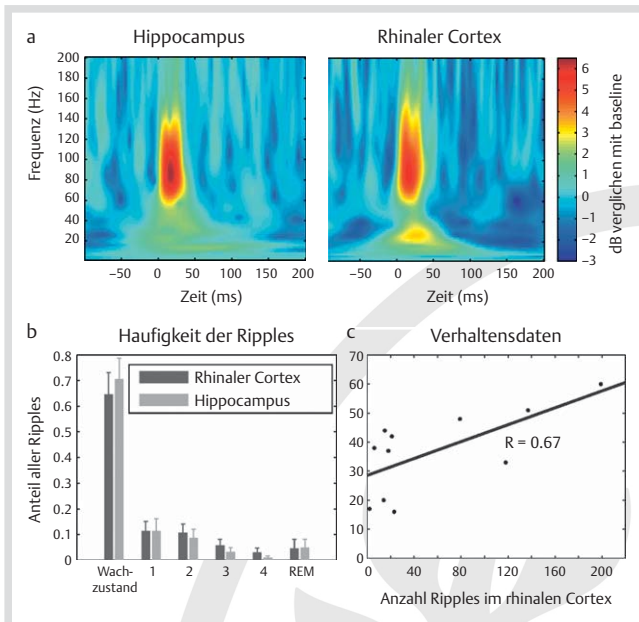 a
Hippocampus
Rhinaler Cortex
Frequenz (Hz)
200
180
160
140
120
100
80
60
40
20
−50 0 50 100 150 200
Zeit (ms)
−50 0 50 100 150 200
Zeit (ms)
6
5
4
3
2
1
0
−1
−2
−3
dB verglichen mit baseline
b
Haufigkeit der Ripples
Anteil aller Ripples
0.8
0.7
0.6
0.5
0.4
0.3
0.2
0.1
0
Rhinaler Cortex
Hippocampus
Wach-
zustand
1 2 3 4 REM
c
Verhaltensdaten
70
60
50
40
30
20
10
0
R = 0.67
0 40 80 120 160 200
Anzahl Ripples im rhinalen Cortex